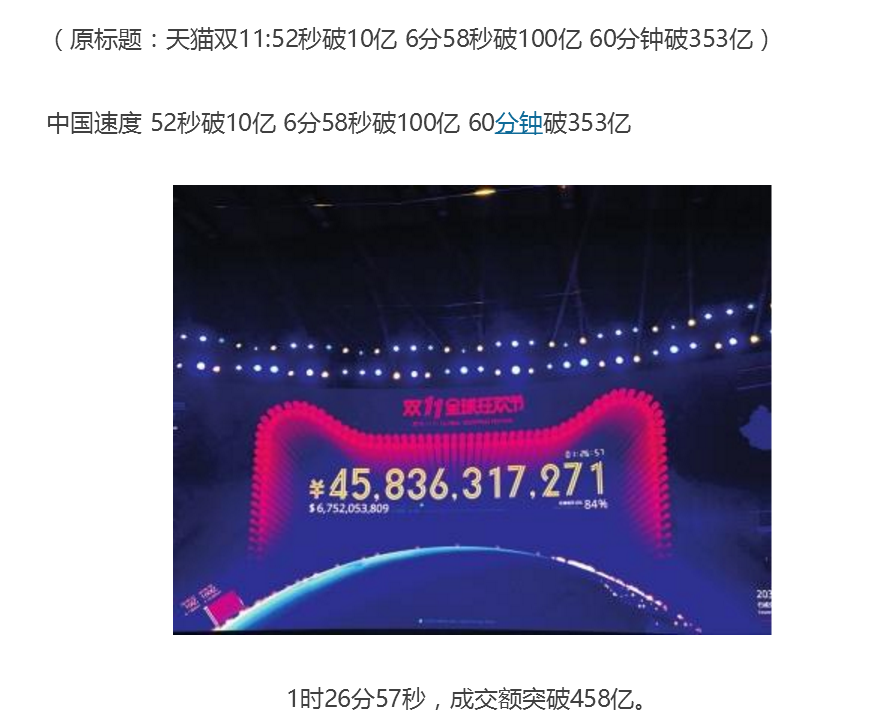 （原标题：天猫双11:52秒破10亿 6分58秒破100亿 60分钟破353亿）
中国速度 52秒破10亿 6分58秒破100亿 60分钟破353亿
双11全球狂欢节
01:26:57
¥45,836,317,271
$6,752,053,809
84%
1时26分57秒，成交额突破458亿。